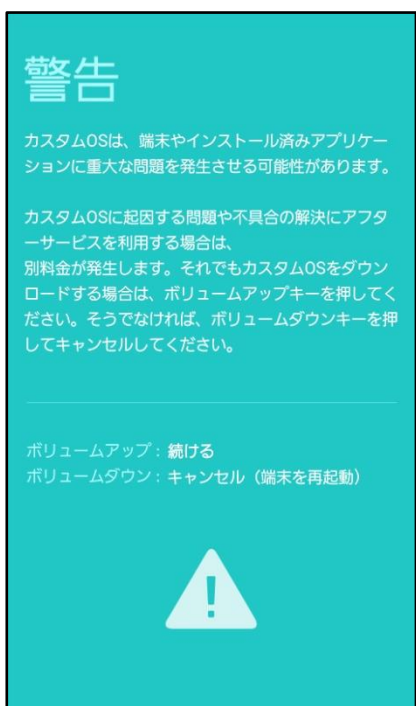 警告
カスタムOSは、端末やインストール済みアプリケー
ションに重大な問題を発生させる可能性があります。
カスタムOSに起因する問題や不具合の解決にアフタ
ーサービスを利用する場合は、
別料金が発生します。それでもカスタムOSをダウン
ロードする場合は、ボリュームアップキーを押してく
ださい。そうでなければ、ボリュームダウンキーを押
してキャンセルしてください。
ボリュームアップ : 続ける
ボリュームダウン : キャンセル（端末を再起動）